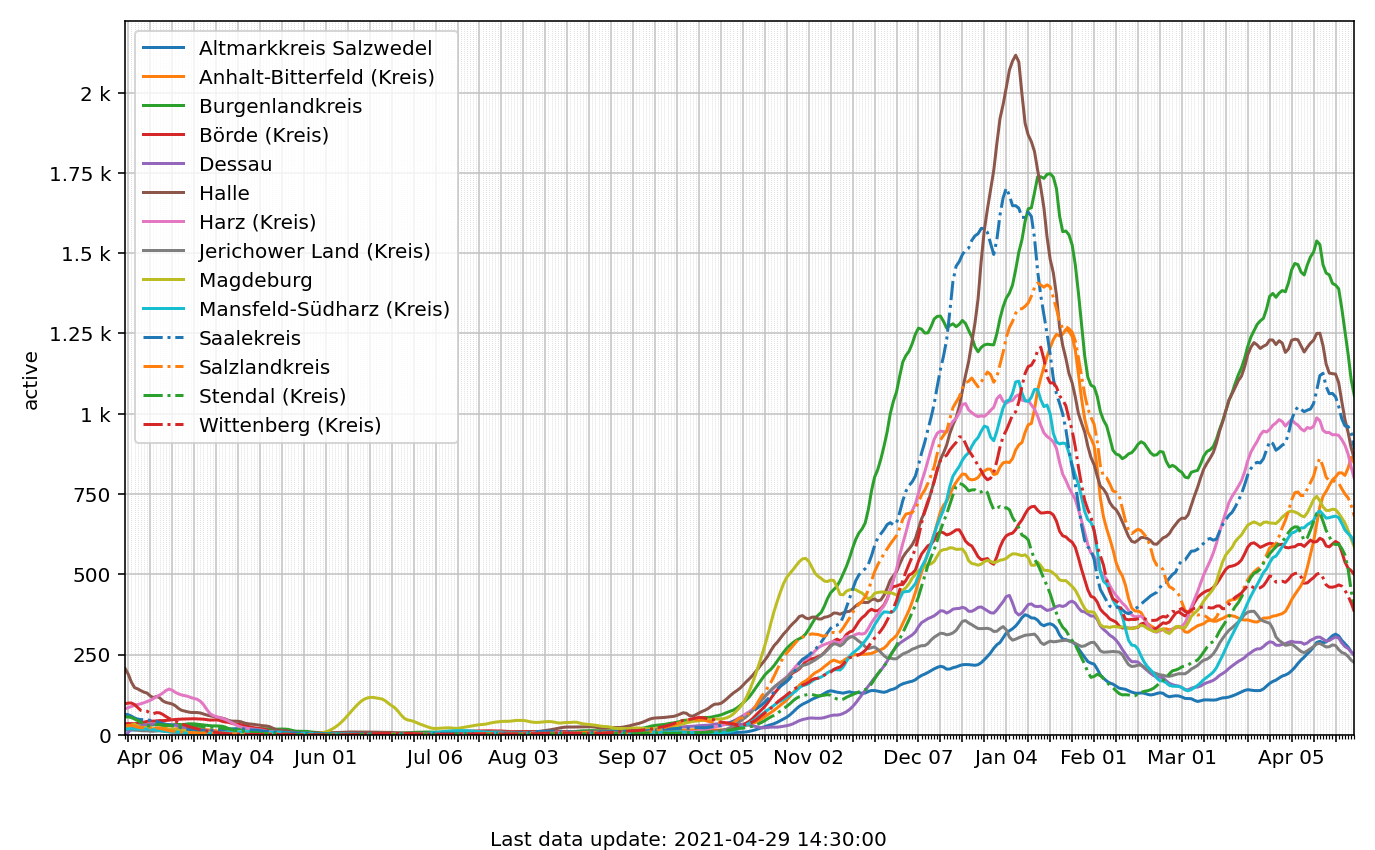 Altmarkkreis Salzwedel
Anhalt-Bitterfeld (Kreis)
Burgenlandkreis
Börde (Kreis)
Dessau
Halle
Harz (Kreis)
Jerichower Land (Kreis)
Magdeburg
Mansfeld-Südharz (Kreis)
Saalekreis
Salzlandkreis
Stendal (Kreis)
Wittenberg (Kreis)
active
2 k
1.75 k
1.5 k
1.25 k
1 k
750
500
250
0
Apr 06 May 04 Jun 01 Jul 06 Aug 03 Sep 07 Oct 05 Nov 02 Dec 07 Jan 04 Feb 01 Mar 01 Apr 05
Last data update: 2021-04-29 14:30:00